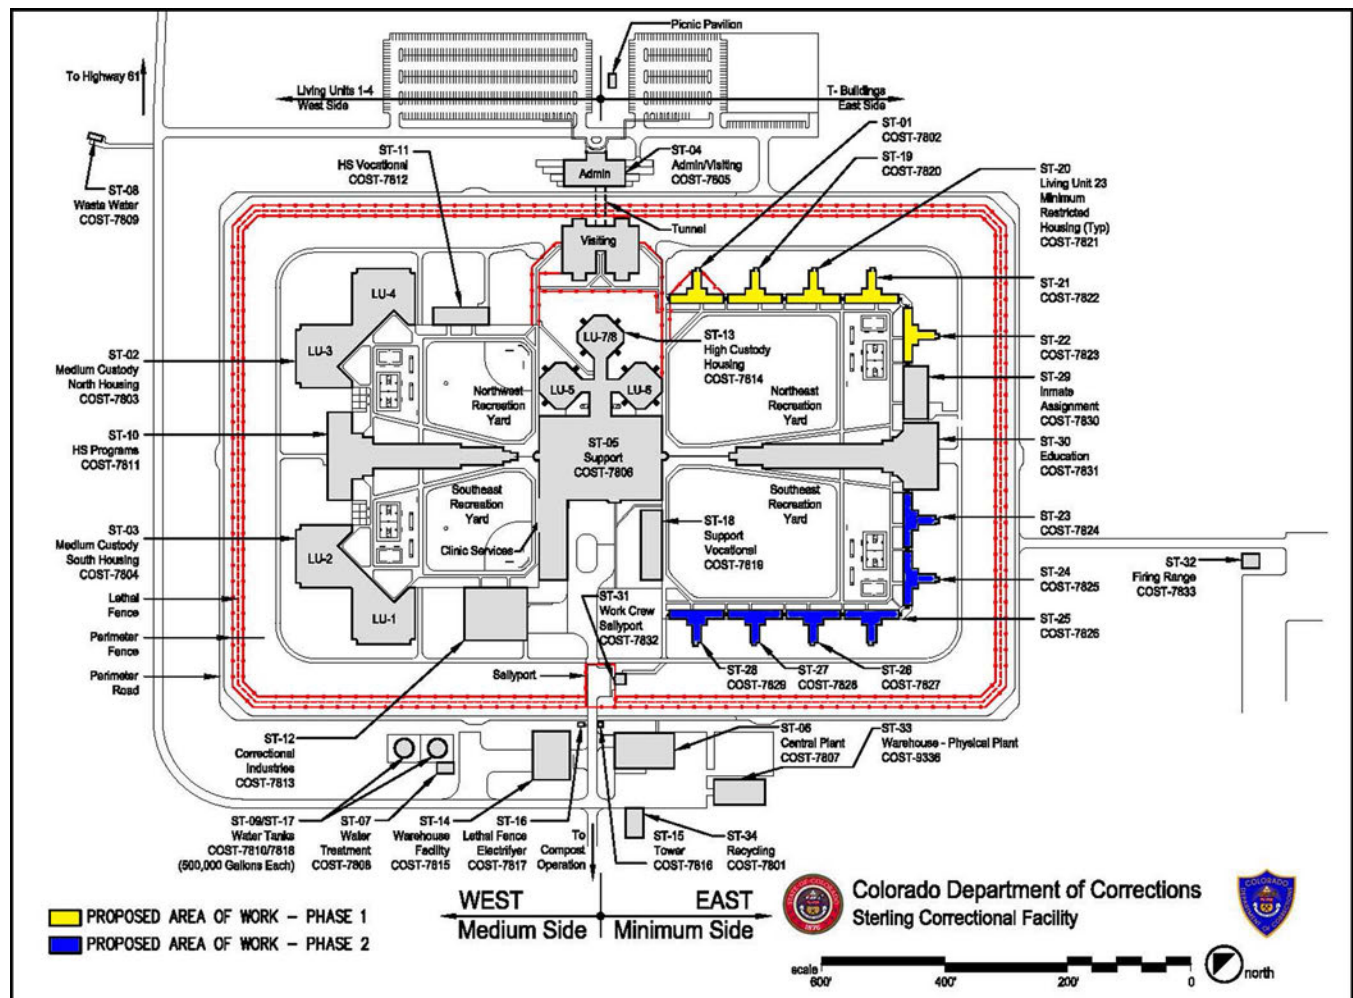 Picnic Pavilion
To Highway 61
Living Units 1-4
West Side
T- Buildings
East Side
ST-01
COST-7802
ST-11
HS Vocational
COST-7812
ST-04
Admin/Visiting
COST-7805
ST-19
COST-7820
ST-20
Living Unit 23
Minimum
Restricted
Housing (Typ)
COST-7821
Admin
ST-08
Waste Water
COST-7809
Tunnel
Visiting
ST-21
COST-7822
LU-4
LU-3
LU-7/8
ST-13
High Custody
Housing
COST-7814
ST-22
COST-7823
ST-02
Medium Custody
North Housing
COST-7803
LU-5
LU-6
Northwest
Recreation
Yard
Northeast
Recreation
Yard
ST-29
Inmate
Assignment
COST-7830
ST-10
HS Programs
COST-7811
ST-05
Support
COST-7806
ST-30
Education
COST-7831
Southeast
Recreation
Yard
Southeast
Recreation
Yard
ST-23
COST-7824
ST-03
Medium Custody
South Housing
COST-7804
LU-2
Clinic Services
ST-18
Support
Vocational
COST-7819
ST-24
COST-7825
ST-32
Firing Range
COST-7833
Lethal
Fence
LU-1
ST-31
Work Crew
Sallyport
COST-7832
ST-25
COST-7826
Perimeter
Fence
Perimeter
Road
Sallyport
ST-28
COST-7829
ST-27
COST-7828
ST-26
COST-7827
ST-12
Correctional
Industries
COST-7813
ST-06
Central Plant
COST-7807
ST-33
Warehouse - Physical Plant
COST-9336
ST-09/ST-17
Water Tanks
COST-7810/7818
(500,000 Gallons Each)
ST-07
Water
Treatment
COST-7808
ST-14
Warehouse
Facility
COST-7815
ST-16
Lethal Fence
Electrifyer
COST-7817
To
Compost
Operation
ST-15
Tower
COST-7816
ST-34
Recycling
COST-7801
WEST
Medium Side
EAST
Minimum Side
Colorado Department of Corrections
Sterling Correctional Facility
PROPOSED AREA OF WORK - PHASE 1
PROPOSED AREA OF WORK - PHASE 2
scale
600'
400'
200'
0
north